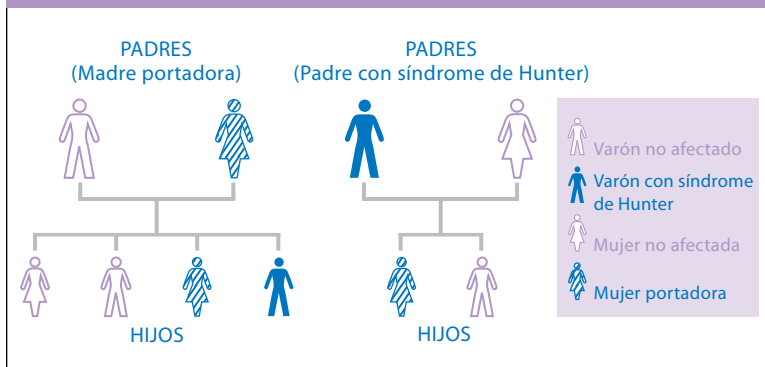 PADRES
(Madre portadora)
PADRES
(Padre con síndrome de Hunter)
Varón no afectado
Varón con síndrome
de Hunter
Mujer no afectada
Mujer portadora
HIJOS
HIJOS